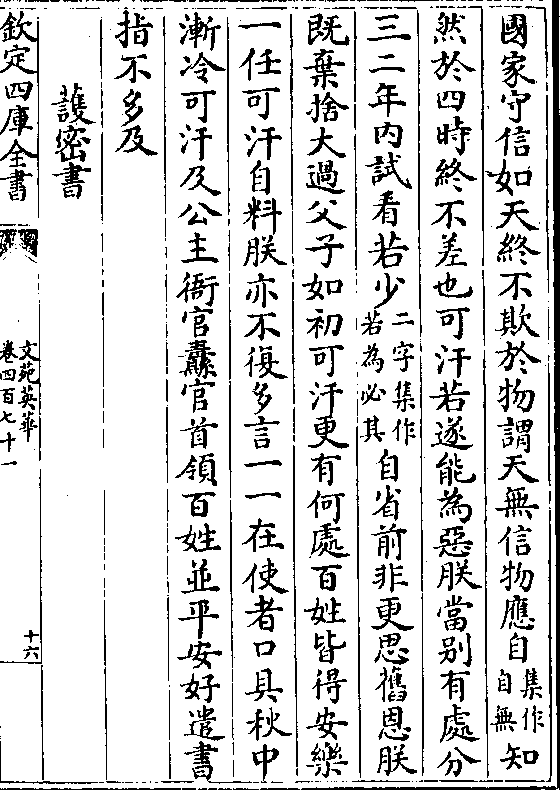 國家守信如天終不欺於物謂天無信物應自集作自無知
然於四時終不差也可汗若遂能為惡朕當别有處分
三二年内試看若少二字集作若為必其自省前非更思舊恩朕
既棄捨大過父子如初可汗更有何處百姓皆得安樂
一任可汗自料朕亦不復多言一一在使者口具秋中
漸冷可汗及公主衙官纛官首領百姓並平安好遣書
指不多及
護密書
欽定四庫全書
文苑英華
卷四百七十一
十六